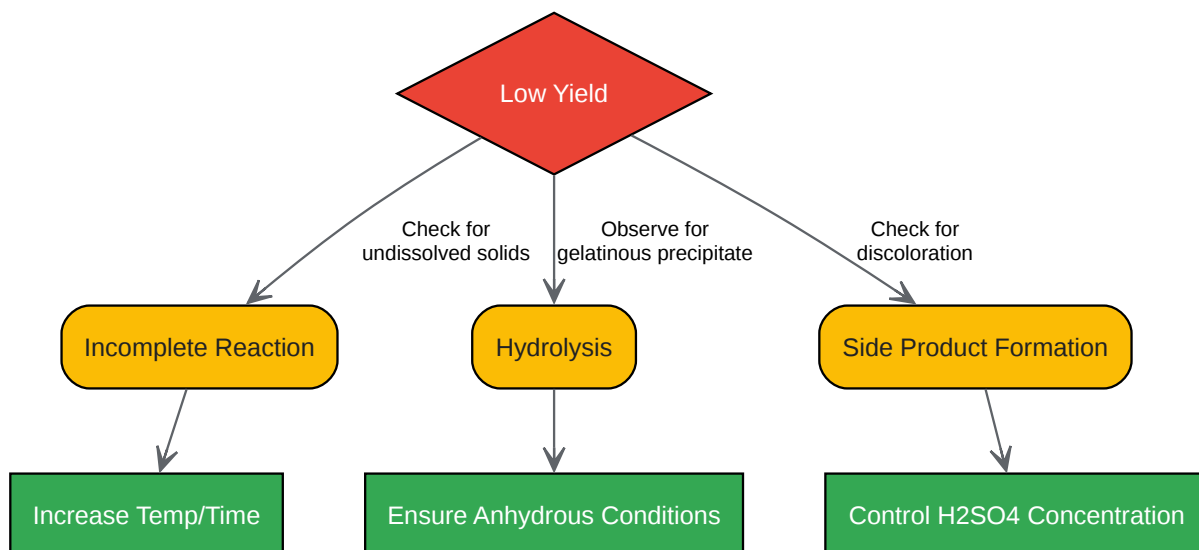 Low Yield
Check for
undissolved solids
Observe for
gelatinous precipitate
Check for
discoloration
Incomplete Reaction
Hydrolysis
Side Product Formation
Increase Temp/Time
Ensure Anhydrous Conditions
Control H2SO4 Concentration